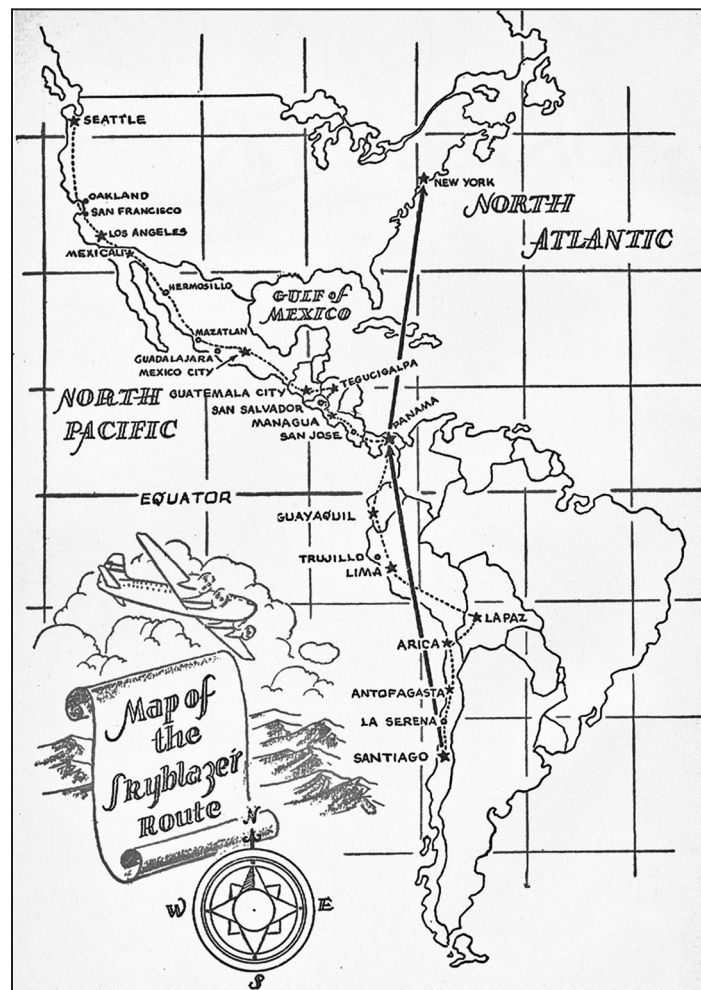 SEATTLE
OAKLAND
SAN FRANCISCO
LOS ANGELES
MEXICALI
HERMOSILLO
MAZATLAN
GUADALAJARA
MEXICO CITY
GUATEMALA CITY
TEGUCIGALPA
SAN SALVADOR
MANAGUA
SAN JOSE
PANAMA
NEW YORK
NORTH
ATLANTIC
GULF of
MEXICO
NORTH
PACIFIC
EQUATOR
GUAYAQUIL
TRUJILLO
LIMA
LA PAZ
ARICA
ANTOFAGASTA
LA SERENA
SANTIAGO
Map of
the
Skyblazer
Route
N
W
E
S